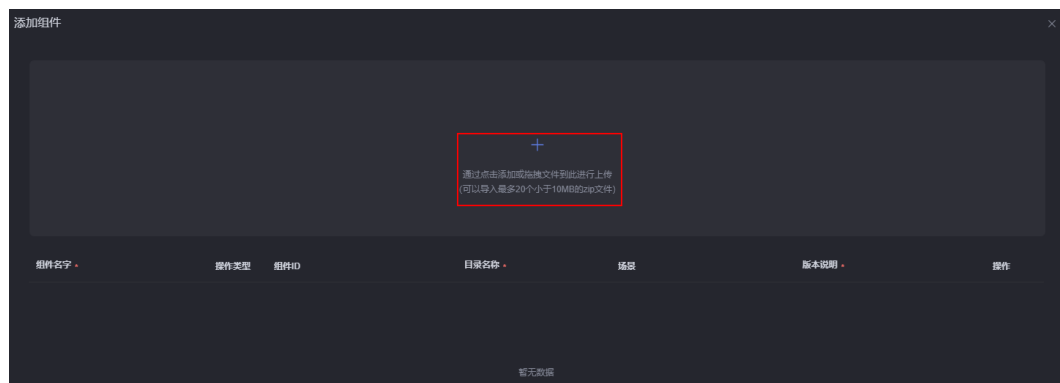 添加组件
通过点击添加或拖拽文件到此进行上传
(可以导入最多20个小于10MB的zip文件)
组件名字 操作类型 组件ID 目录名称 场景 版本说明 操作
暂无数据